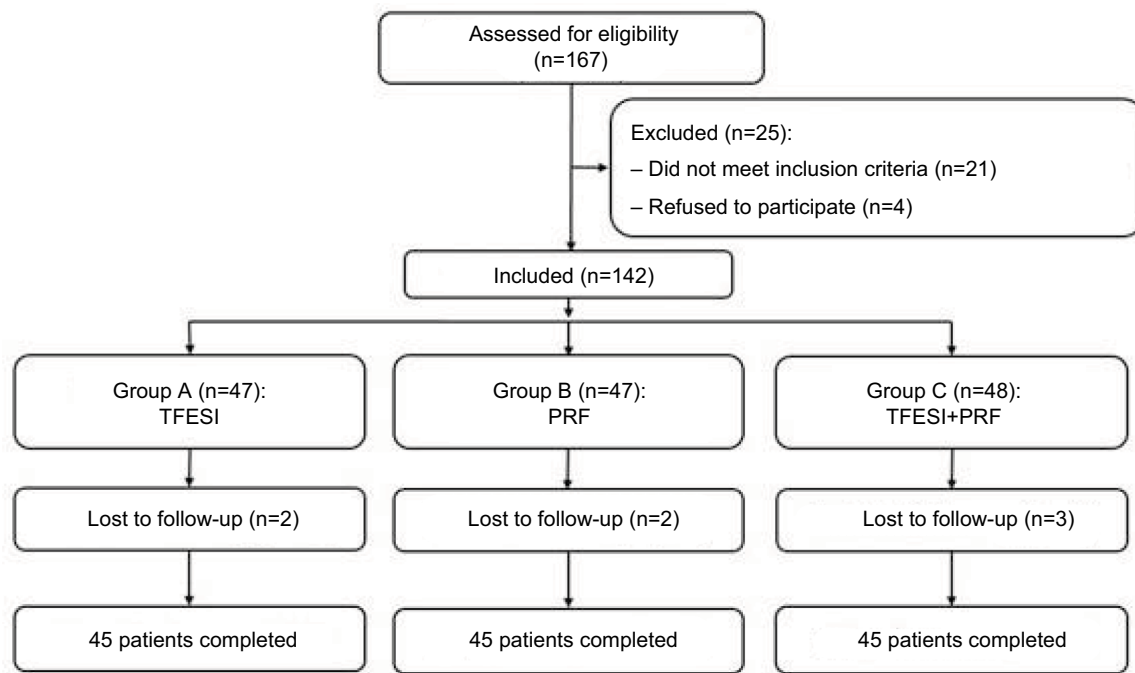 Assessed for eligibility
(n=167)
Excluded (n=25):
– Did not meet inclusion criteria (n=21)
– Refused to participate (n=4)
Included (n=142)
Group A (n=47):
TFESI
Group B (n=47):
PRF
Group C (n=48):
TFESI+PRF
Lost to follow-up (n=2)
Lost to follow-up (n=2)
Lost to follow-up (n=3)
45 patients completed
45 patients completed
45 patients completed